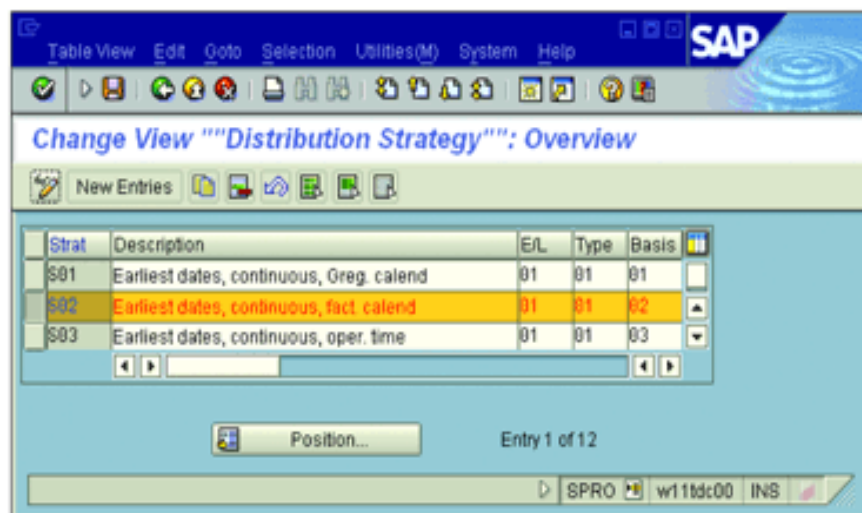 SAP
Table View Edit Goto Selection Utilities(M) System Help
Change View ""Distribution Strategy"": Overview
New Entries
Strat Description E/L Type Basis
S01 Earliest dates, continuous, Greg. calend 01 01 01
S02 Earliest dates, continuous, fact. calend 01 01 02
S03 Earliest dates, continuous, oper. time 01 01 03
Position... Entry 1 of 12
SPRO w11tdc00 INS